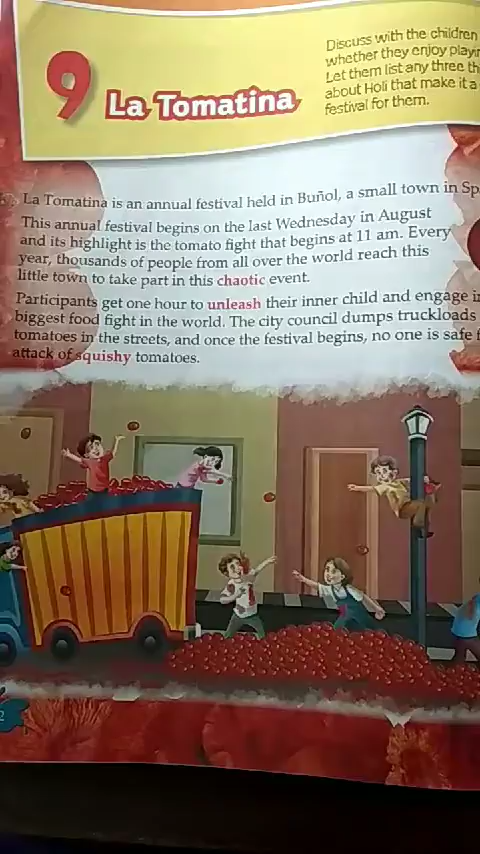 9
La Tomatina
Discuss with the children
whether they enjoy
Let them list any three
about Holi that make it a
festival for them.
La Tomatina is an annual festival held in Buñol, a small town in
This annual festival begins on the last Wednesday in August
and its highlight is the tomato fight that begins at 11 am. Every
year, thousands of people from all over the world reach this
little town to take part in this chaotic event.
Participants get one hour to unleash their inner child and engage
biggest food fight in the world. The city council dumps truckloads
tomatoes in the streets, and once the festival begins, no one is safe
attack of squishy tomatoes.
2